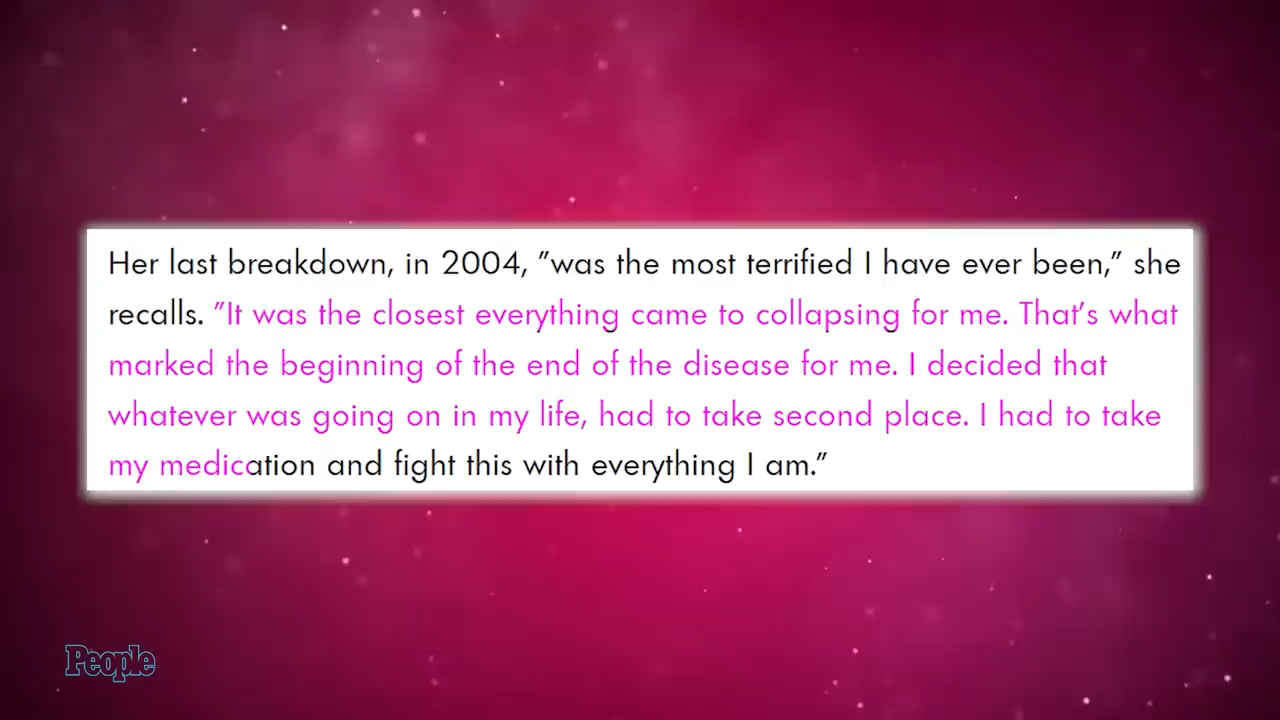 Her last breakdown, in 2004, ”was the most terrified I have ever been,” she
recalls. ”It was the closest everything came to collapsing for me. That’s what
marked the beginning of the end of the disease for me. I decided that
whatever was going on in my life, had to take second place. I had to take
my medication and fight this with everything I am.”
People